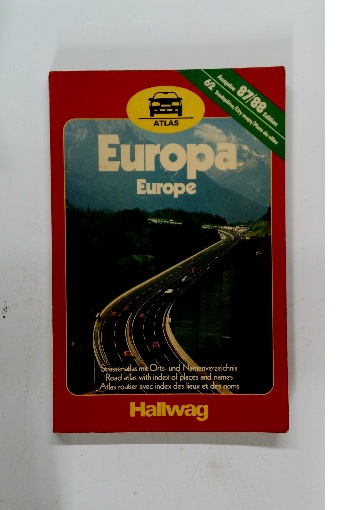 ATLAS
Ausgabe 87/88 Edition
62 Stadtpläne/City maps/Plans de villes
Europa
Europe
Strassenatlas mit Orts- und Namenverzeichnis
Road atlas with index of places and names
Atlas routier avec index des lieux et des noms
Hallwag